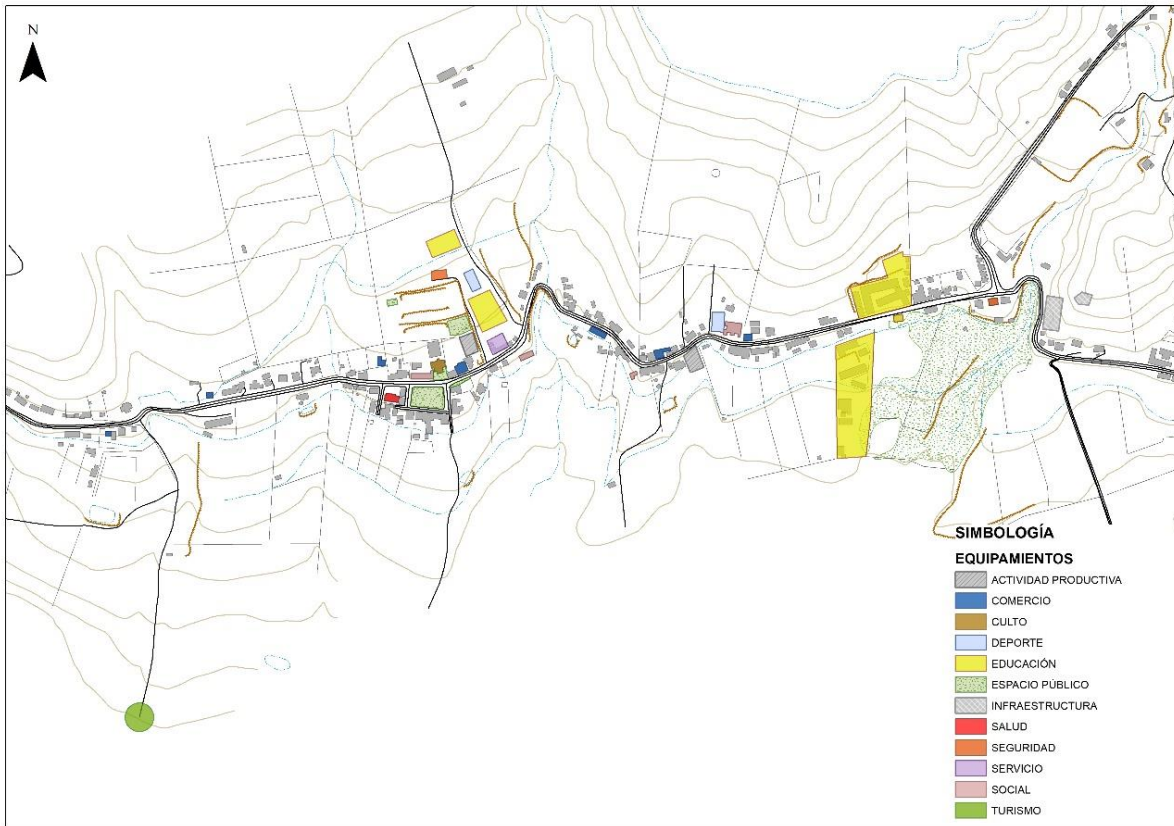 N
SIMBOLOGÍA
EQUIPAMIENTOS
ACTIVIDAD PRODUCTIVA
COMERCIO
CULTO
DEPORTE
EDUCACIÓN
ESPACIO PÚBLICO
INFRAESTRUCTURA
SALUD
SEGURIDAD
SERVICIO
SOCIAL
TURISMO